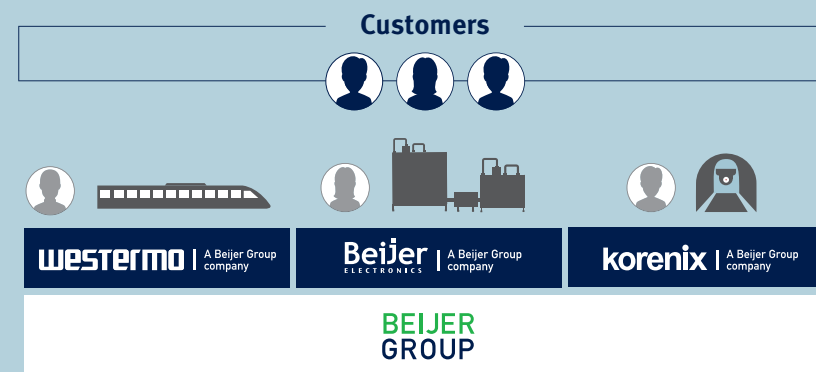 Customers
westermo | A Beijer Group
company
Beijer
ELECTRONICS | A Beijer Group
company
korenix | A Beijer Group
company
BEIJER
GROUP